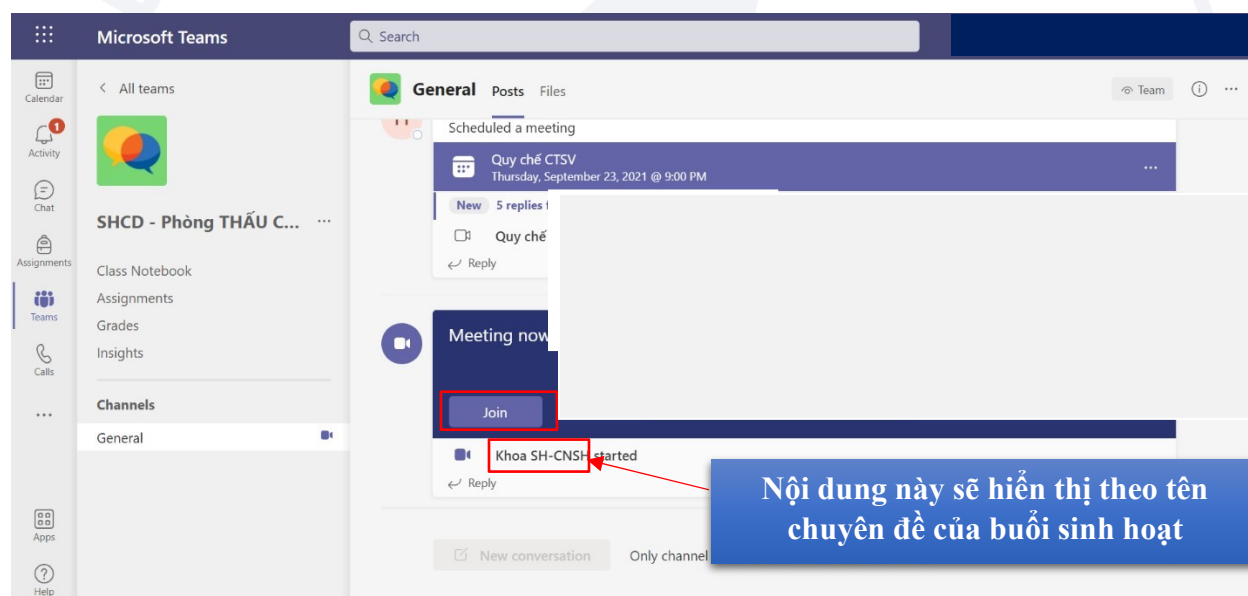 Microsoft Teams
Search
Calendar
Activity
1
Chat
Assignments
Teams
Calls
...
Apps
Help
< All teams
SHCD - Phòng THẤU C... ...
Class Notebook
Assignments
Grades
Insights
Channels
General
General Posts Files
Team ...
Scheduled a meeting
Quy chế CTSV ...
Thursday, September 23, 2021 @ 9:00 PM
New 5 replies
Quy chế
Reply
Meeting now
Join
Khoa SH-CNSH started
Reply
New conversation Only channel
Nội dung này sẽ hiển thị theo tên
chuyên đề của buổi sinh hoạt